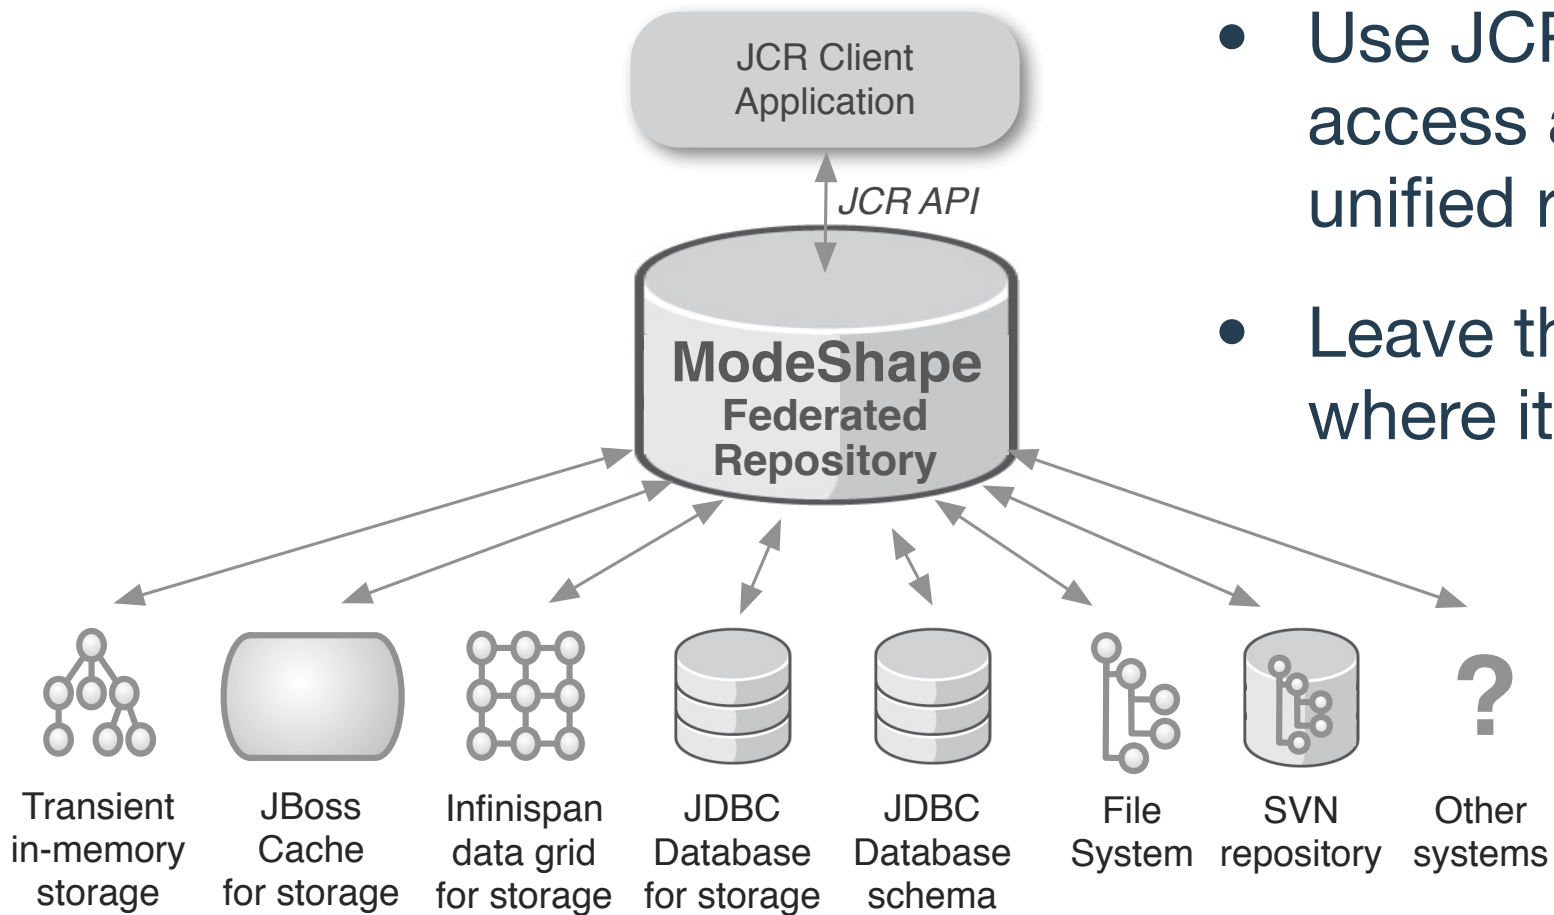 JCR Client
Application
JCR API
ModeShape
Federated
Repository
• Use
access
unified
• Leave
where it
Transient
in-memory
storage
JBoss
Cache
for storage
Infinispan
data grid
for storage
JDBC
Database
for storage
JDBC
Database
schema
File
System
SVN
repository
?
Other
systems